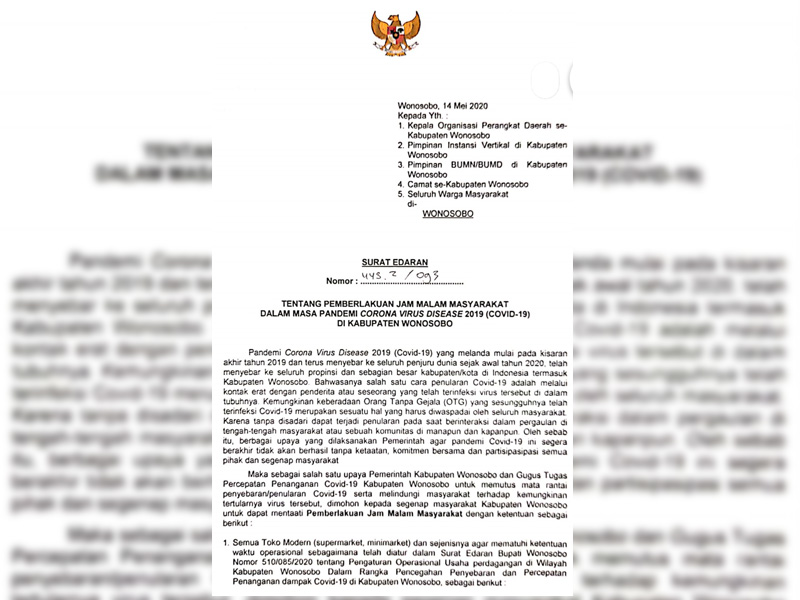 Wonosobo, 14 Mei 2020
Kepada Yth. :
1. Kepala Organisasi Perangkat Daerah se-
Kabupaten Wonosobo
2. Pimpinan Instansi Vertikal di Kabupaten
Wonosobo
3. Pimpinan BUMN/BUMD di Kabupaten
Wonosobo
4. Camat se-Kabupaten Wonosobo
5. Seluruh Warga Masyarakat
di-
WONOSOBO
SURAT EDARAN
Nomor : 443.2 / 093
TENTANG PEMBERLAKUAN JAM MALAM MASYARAKAT
DALAM MASA PANDEMI CORONA VIRUS DISEASE 2019 (COVID-19)
DI KABUPATEN WONOSOBO
Pandemi Corona Virus Disease 2019 (Covid-19) yang melanda mulai pada kisaran
akhir tahun 2019 dan terus menyebar ke seluruh penjuru dunia sejak awal tahun 2020, telah
menyebar ke seluruh propinsi dan sebagian besar kabupaten/kota di Indonesia termasuk
Kabupaten Wonosobo. Bahwasanya salah satu cara penularan Covid-19 adalah melalui
kontak erat dengan penderita atau seseorang yang telah terinfeksi virus tersebut di dalam
tubuhnya. Kemungkinan keberadaan Orang Tanpa Gejala (OTG) yang sesungguhnya telah
terinfeksi Covid-19 merupakan sesuatu hal yang harus diwaspadai oleh seluruh masyarakat.
Karena tanpa disadari dapat terjadi penularan pada saat berinteraksi dalam pergaulan di
tengah-tengah masyarakat atau sebuah komunitas di manapun dan kapanpun. Oleh sebab
itu, berbagai upaya yang dilaksanakan Pemerintah agar pandemi Covid-19 ini segera
berakhir tidak akan berhasil tanpa ketaatan, komitmen bersama dan partisipasipasi semua
pihak dan segenap masyarakat
Maka sebagai salah satu upaya Pemerintah Kabupaten Wonosobo dan Gugus Tugas
Percepatan Penanganan Covid-19 Kabupaten Wonosobo untuk memutus mata rantai
penyebaran/penularan Covid-19 serta melindungi masyarakat terhadap kemungkinan
tertularnya virus tersebut, dimohon kepada segenap masyarakat Kabupaten Wonosobo
untuk dapat mentaati Pemberlakuan Jam Malam Masyarakat dengan ketentuan sebagai
berikut :
1. Semua Toko Modern (supermarket, minimarket) dan sejenisnya agar mematuhi ketentuan
waktu operasional sebagaimana telah diatur dalam Surat Edaran Bupati Wonosobo
Nomor 510/085/2020 tentang Pengaturan Operasional Usaha perdagangan di Wilayah
Kabupaten Wonosobo Dalam Rangka Pencegahan Penyebaran dan Percepatan
Penanganan dampak Covid-19 di Kabupaten Wonosobo, sebagai berikut :